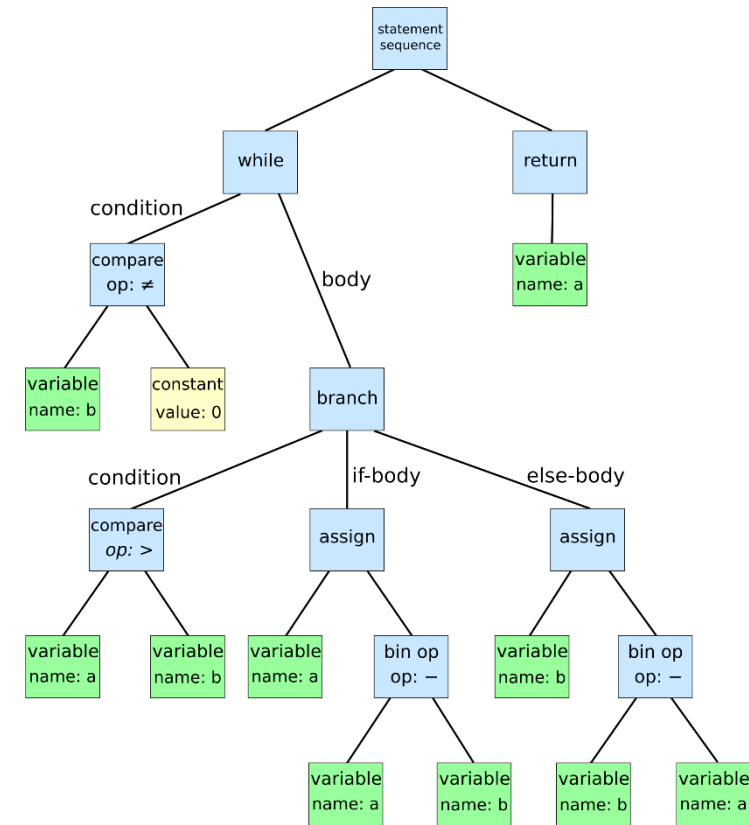 statement
sequence
while
return
condition
body
compare
op: ≠
variable
name: a
variable
name: b
constant
value: 0
branch
condition
if-body
else-body
compare
op: >
assign
assign
variable
name: a
variable
name: b
variable
name: a
bin op
op: −
variable
name: b
bin op
op: −
variable
name: a
variable
name: b
variable
name: b
variable
name: a